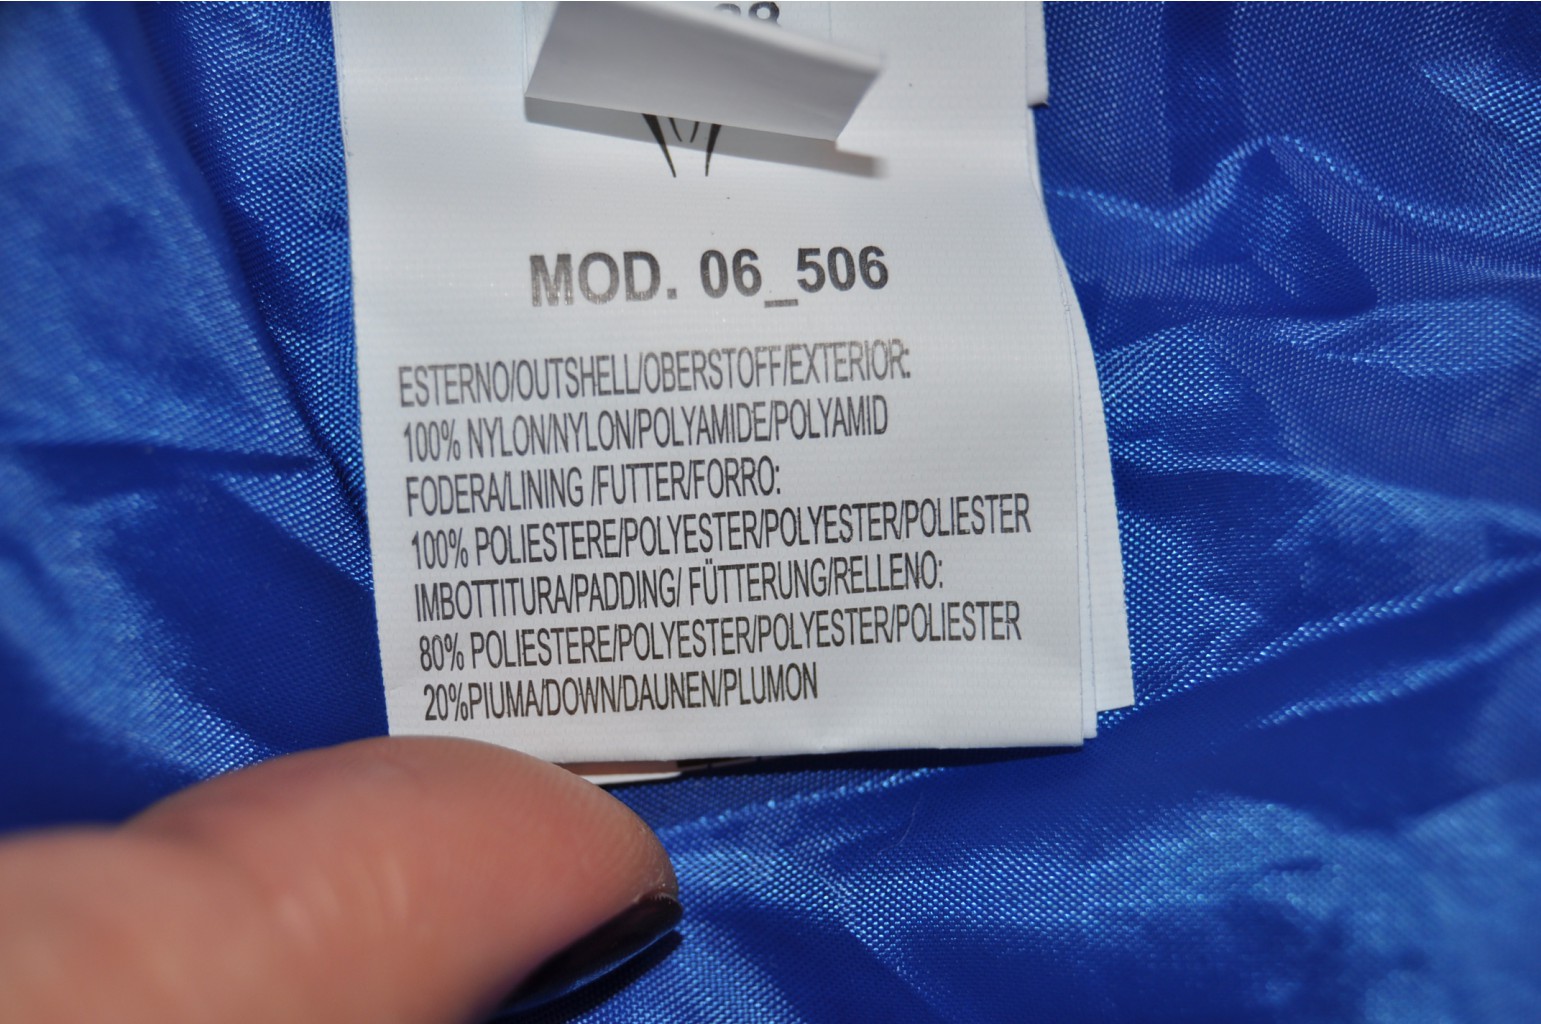 MOD. 06_506
ESTERNO/OUTSHELL/OBERSTOFF/EXTERIOR:
100% NYLON/NYLON/POLYAMIDE/POLYAMID
FODERA/LINING /FUTTER/FORRO:
100% POLIESTERE/POLYESTER/POLYESTER/POLIESTER
IMBOTTITURA/PADDING/ FÜTTERUNG/RELLENO:
80% POLIESTERE/POLYESTER/POLYESTER/POLIESTER
20%PIUMA/DOWN/DAUNEN/PLUMON